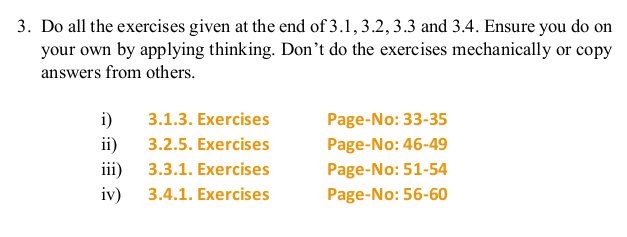 3. Do all the exercises given at the end of 3.1, 3.2, 3.3 and 3.4. Ensure you do on
your own by applying thinking. Don’t do the exercises mechanically or copy
answers from others.
i) 3.1.3. Exercises Page-No: 33-35
ii) 3.2.5. Exercises Page-No: 46-49
iii) 3.3.1. Exercises Page-No: 51-54
iv) 3.4.1. Exercises Page-No: 56-60